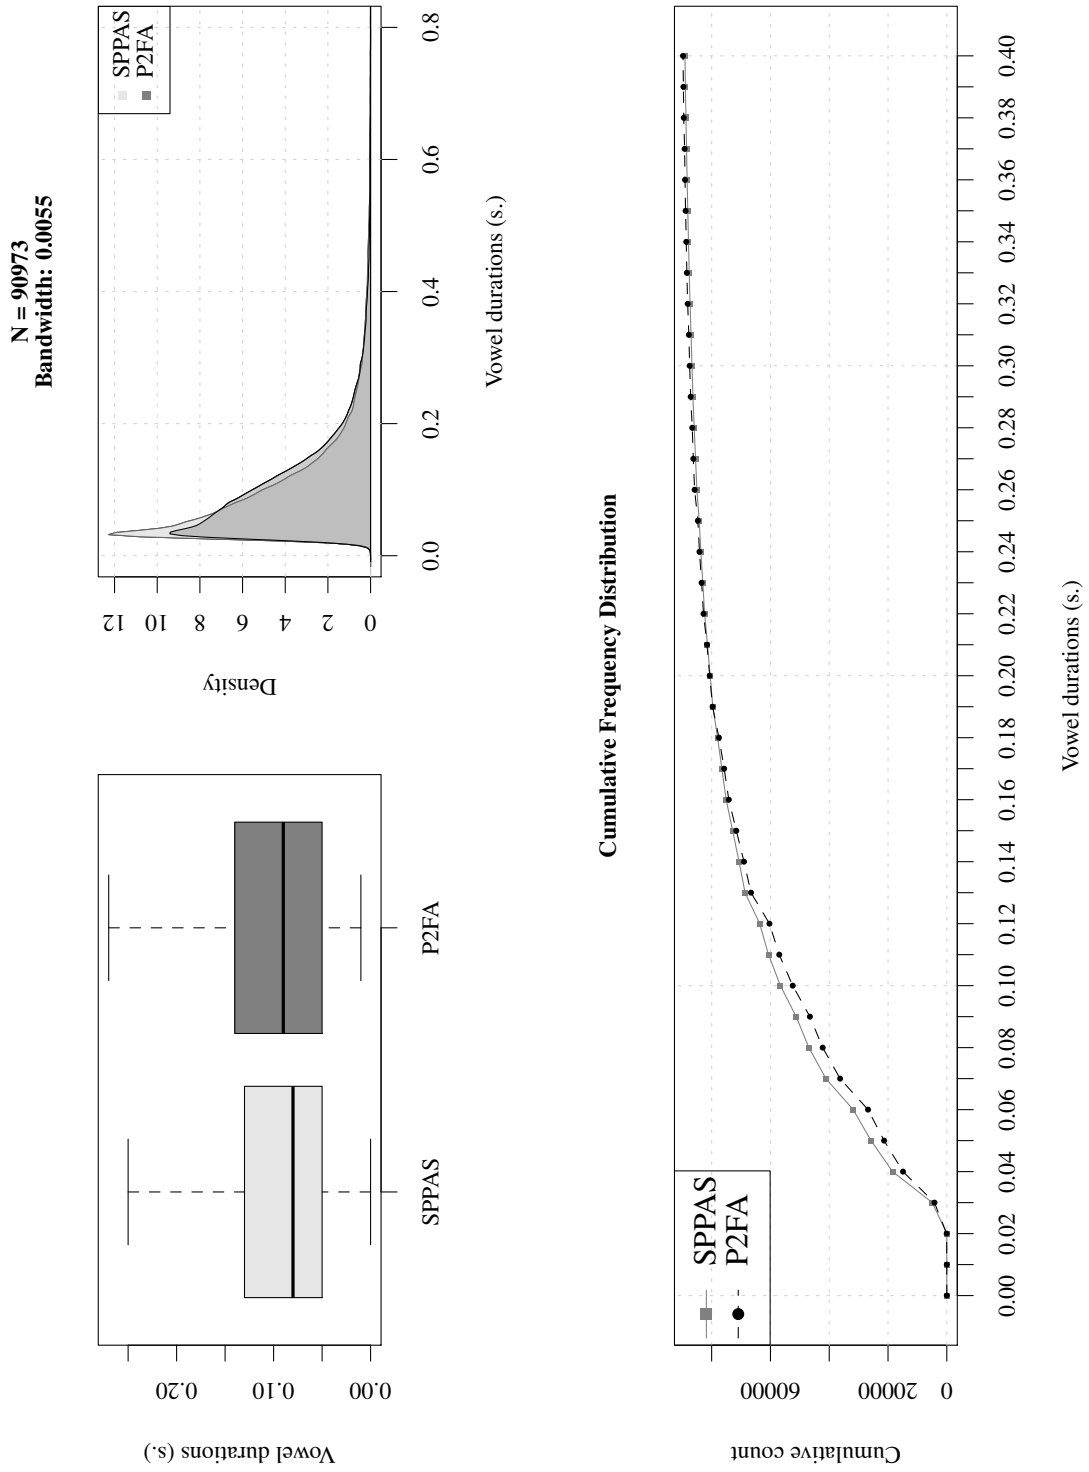 Vowel durations (s.)
0.00
0.10
0.20
SPPAS
P2FA
N = 90973
Bandwidth: 0.0055
Density
0
2
4
6
8
10
12
0.0
0.2
0.4
0.6
0.8
Vowel durations (s.)
SPPAS
P2FA
Cumulative Frequency Distribution
Cumulative count
0
20000
60000
0.00
0.02
0.04
0.06
0.08
0.10
0.12
0.14
0.16
0.18
0.20
0.22
0.24
0.26
0.28
0.30
0.32
0.34
0.36
0.38
0.40
Vowel durations (s.)
SPPAS
P2FA